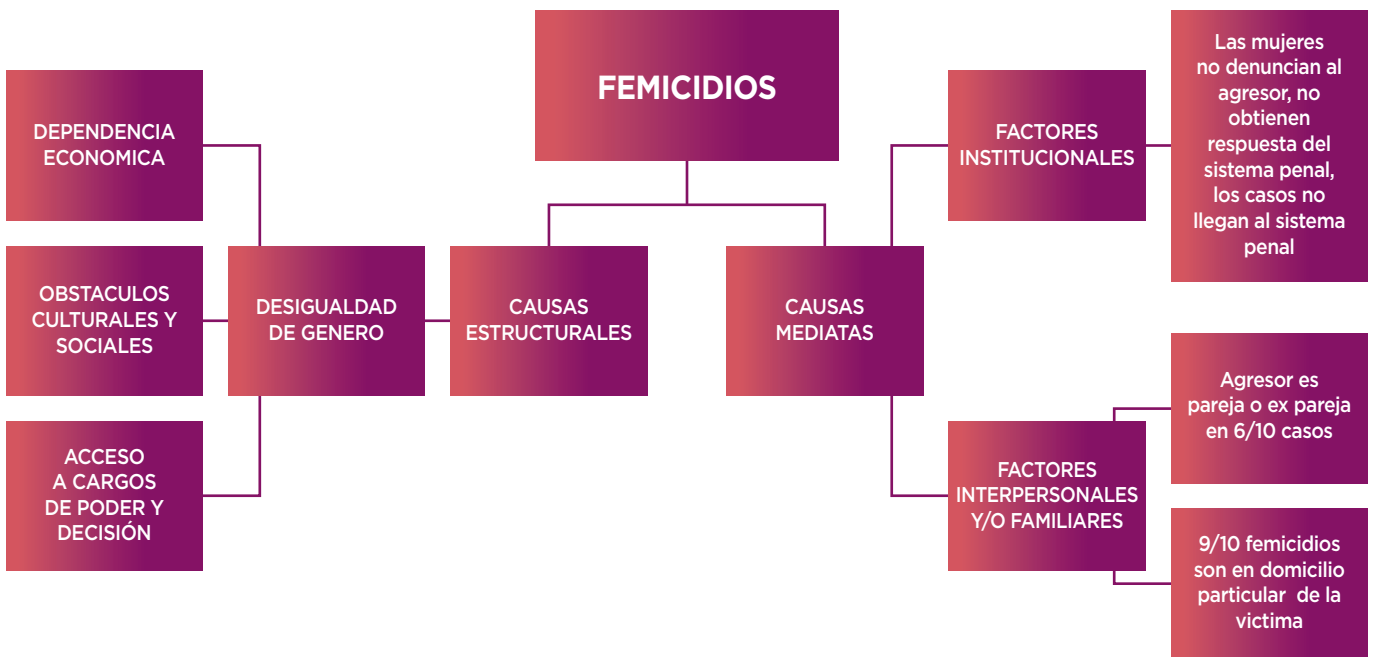 FEMICIDIOS
DEPENDENCIA
ECONOMICA
OBSTACULOS
CULTURALES Y
SOCIALES
ACCESO
A CARGOS
DE PODER Y
DECISIÓN
DESIGUALDAD
DE GENERO
CAUSAS
ESTRUCTURALES
CAUSAS
MEDIATAS
FACTORES
INSTITUCIONALES
Las mujeres
no denuncian al
agresor, no
obtienen
respuesta del
sistema penal,
los casos no
llegan al sistema
penal
FACTORES
INTERPERSONALES
Y/O FAMILIARES
Agresor es
pareja o ex pareja
en 6/10 casos
9/10 femicidios
son en domicilio
particular de la
victima